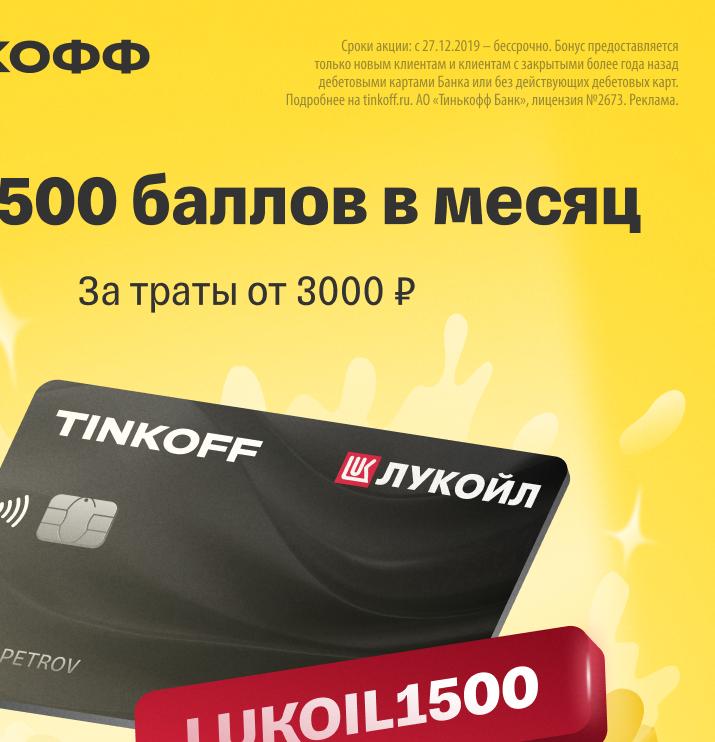 КОФФ
Сроки акции: с 27.12.2019 – бессрочно. Бонус предоставляется
только новым клиентам и клиентам с закрытыми более года назад
дебетовыми картами Банка или без действующих дебетовых карт.
Подробнее на tinkoff.ru. АО «Тинькофф Банк», лицензия №2673. Реклама.
500 баллов в месяц
За траты от 3000 ₽
TINKOFF
LUK ЛУКОЙЛ
PETROV
LUKOIL1500